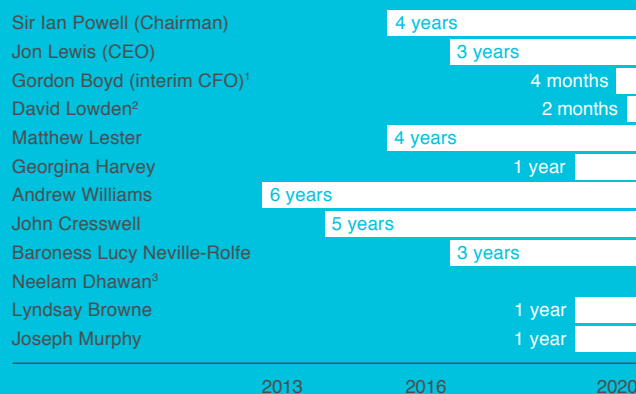 Sir Ian Powell (Chairman) 4 years
Jon Lewis (CEO) 3 years
Gordon Boyd (interim CFO)¹ 4 months
David Lowden² 2 months
Matthew Lester 4 years
Georgina Harvey 1 year
Andrew Williams 6 years
John Cresswell 5 years
Baroness Lucy Neville-Rolfe 3 years
Neelam Dhawan³
Lyndsay Browne 1 year
Joseph Murphy 1 year
2013 2016 2020